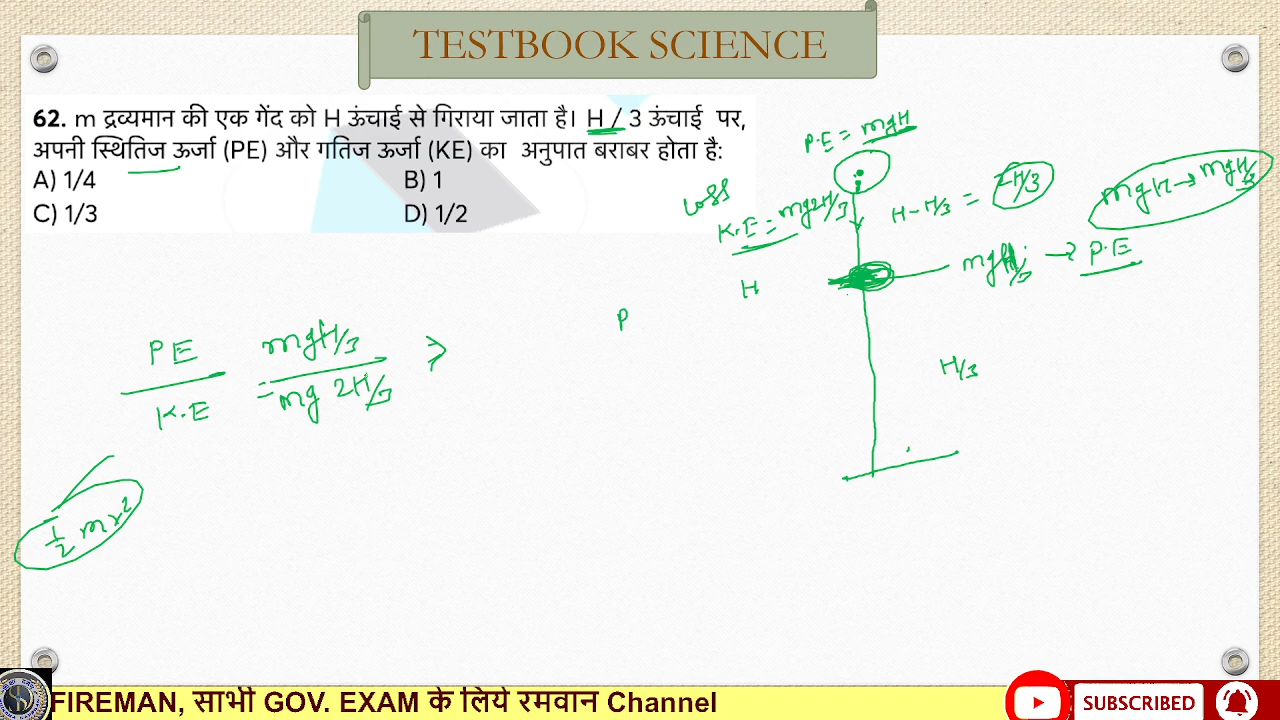 TESTBOOK SCIENCE
62. m द्रव्यमान की एक गेंद को H ऊंचाई से गिराया जाता है। H / 3 ऊंचाई पर,
अपनी स्थितिज ऊर्जा (PE) और गतिज ऊर्जा (KE) का अनुपात बराबर होता है:
A) 1/4 B) 1
C) 1/3 D) 1/2
P.E = mgH
Loss
K.E = mg2H/3
H - H/3 = 2H/3
mgH → mgH/3
mgH/3 → P.E
H
P
PE mgH/3
K.E = mg 2H/3
H/3
1/2 mv²
FIREMAN, साभी GOV. EXAM के लिये रमवान Channel
SUBSCRIBED